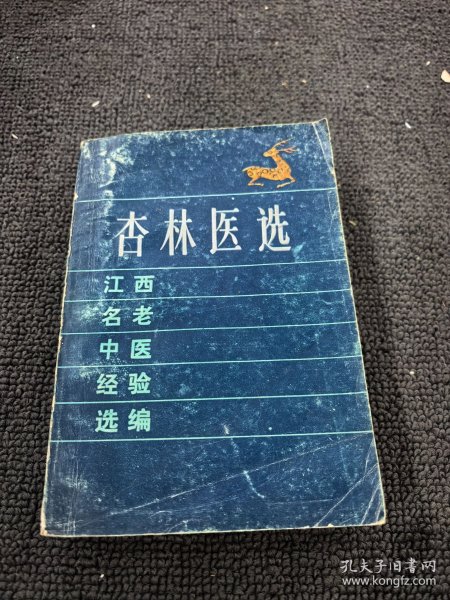 杏林医选
江西
名老
中医
经验
选编
孔夫子旧书网
www.kongfz.com